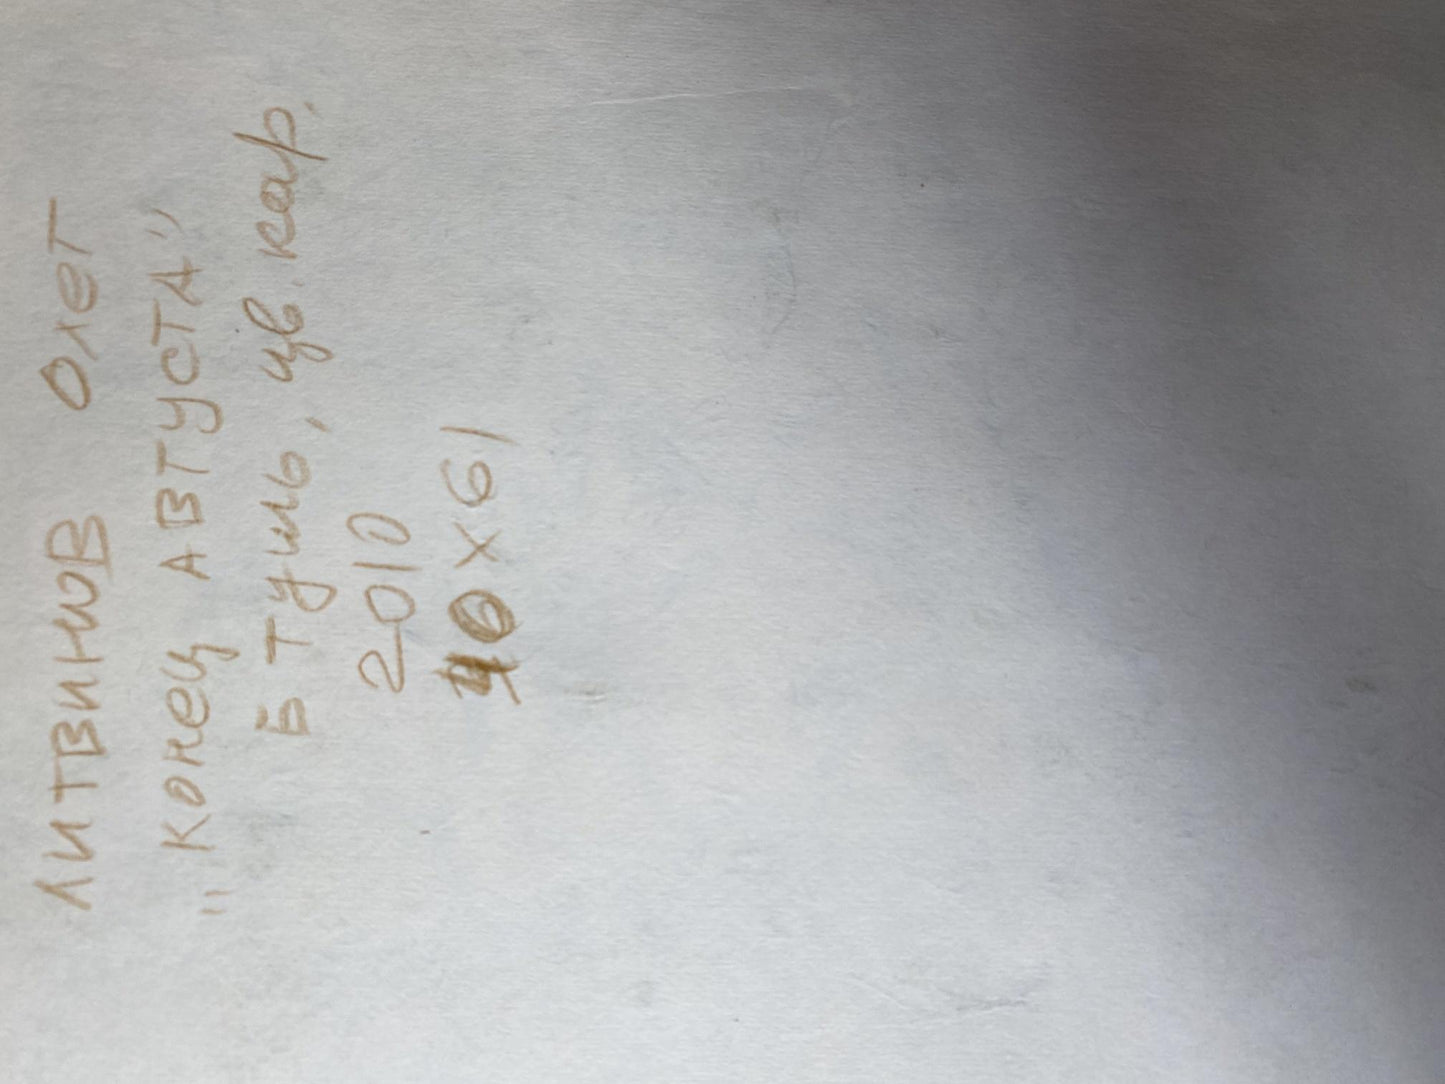 ЛИТВИНОВ ОЛЕГ
"КОНЕЦ АВГУСТА"
Б тушь, цв. кар.
2010
40 х 61